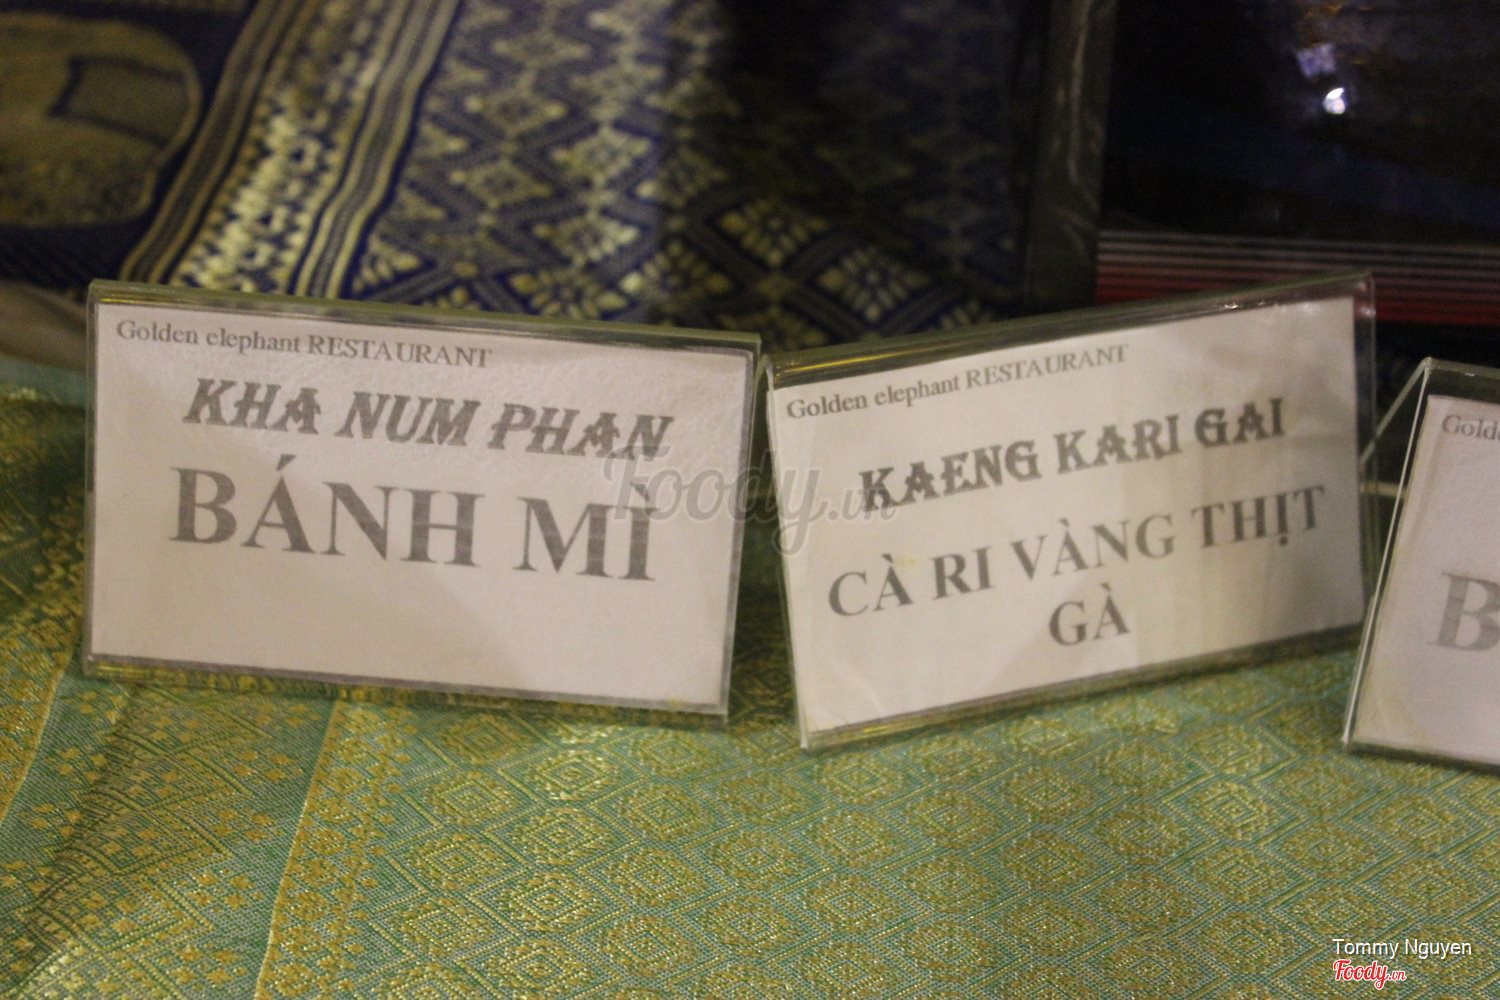 Golden elephant RESTAURANT
KHA NUM PHAN
BÁNH MÌ
Golden elephant RESTAURANT
KAENG KARI GAI
CÀ RI VÀNG THỊT
GÀ
Foody.vn
Tommy Nguyen
Foody.vn